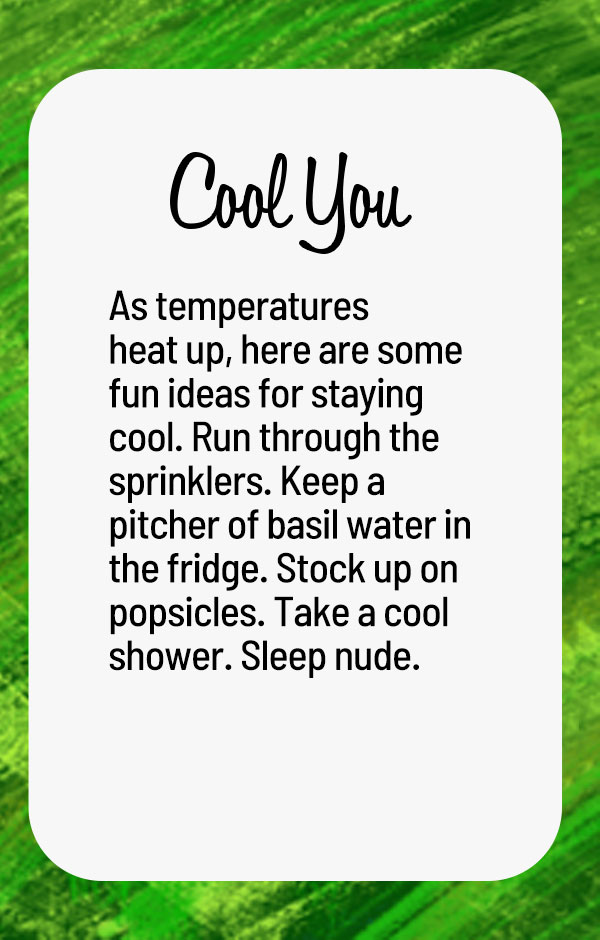 Cool You
As temperatures
heat up, here are some
fun ideas for staying
cool. Run through the
sprinklers. Keep a
pitcher of basil water in
the fridge. Stock up on
popsicles. Take a cool
shower. Sleep nude.